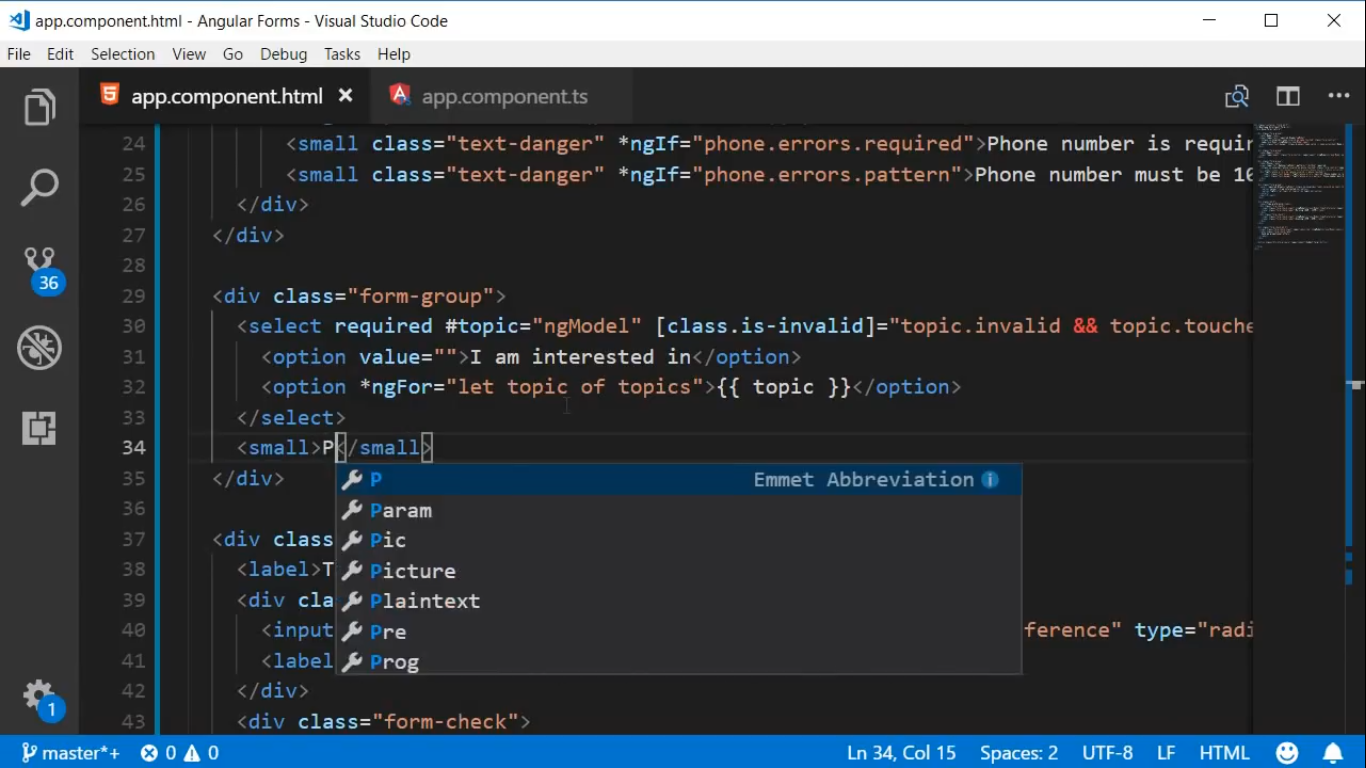 app.component.html - Angular Forms - Visual Studio Code
File Edit Selection View Go Debug Tasks Help
app.component.html app.component.ts
24 <small class="text-danger" *ngIf="phone.errors.required">Phone number is requir
25 <small class="text-danger" *ngIf="phone.errors.pattern">Phone number must be 10
26 </div>
27 </div>
28
29 <div class="form-group">
30 <select required #topic="ngModel" [class.is-invalid]="topic.invalid && topic.touche
31 <option value="">I am interested in</option>
32 <option *ngFor="let topic of topics">{{ topic }}</option>
33 </select>
34 <small>P</small>
35 </div>
P Emmet Abbreviation
36
Param
37 <div class
Pic
38 <label>T
Picture
39 <div cla
Plaintext
40 <input
Pre
ference" type="radi
41 <label
Prog
42 </div>
43 <div class="form-check">
36
1
master*+ 0 0 Ln 34, Col 15 Spaces: 2 UTF-8 LF HTML